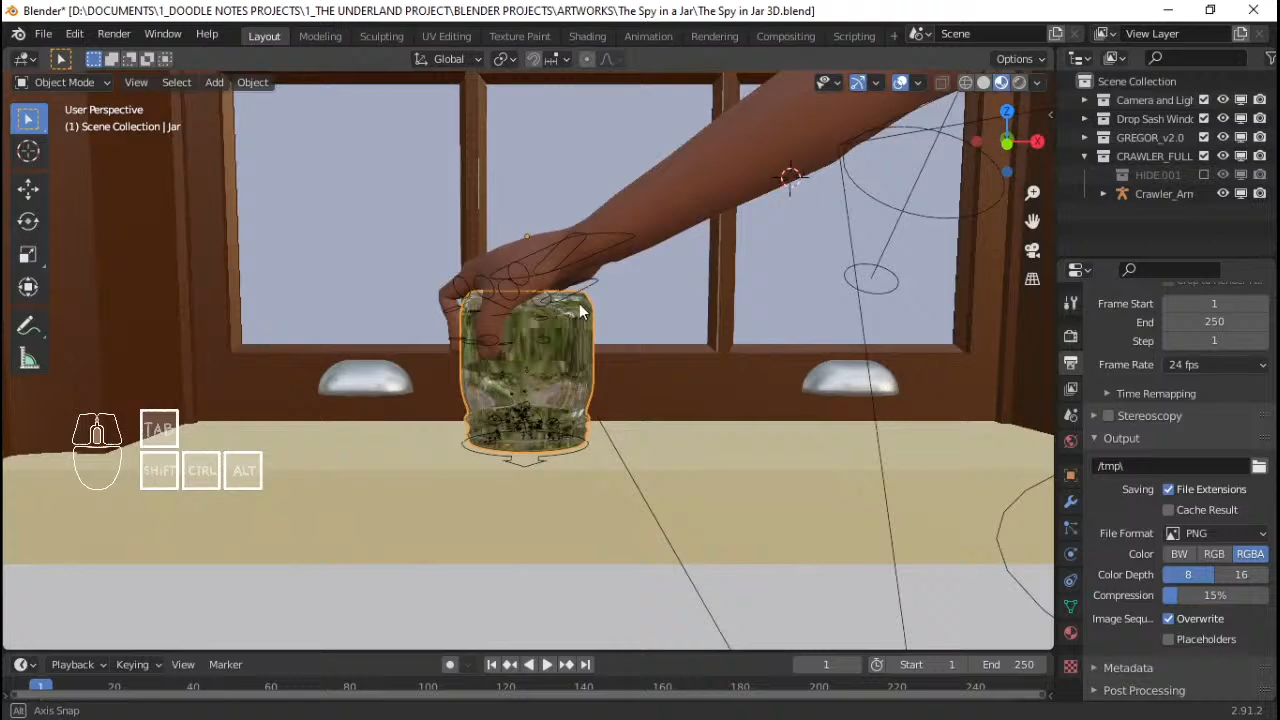 Blender* [D:\DOCUMENTS\1_DOODLE NOTES PROJECTS\1_THE UNDERLAND PROJECT\BLENDER PROJECTS\ARTWORKS\The Spy in a Jar\The Spy in Jar 3D.blend]
File Edit Render Window Help Layout Modeling Sculpting UV Editing Texture Paint Shading Animation Rendering Compositing Scripting + Scene View Layer
Global Options
Object Mode View Select Add Object
User Perspective
(1) Scene Collection | Jar
Z
X
Scene Collection
Camera and Ligh
Drop Sash Windo
GREGOR_v2.0
CRAWLER_FULL
HIDE.001
Crawler_Arm
Frame Start 1
End 250
Step 1
Frame Rate 24 fps
Time Remapping
Stereoscopy
Output
/tmp\
Saving File Extensions
Cache Result
File Format PNG
Color BW RGB RGBA
Color Depth 8 16
Compression 15%
Image Sequ... Overwrite
Placeholders
Metadata
Post Processing
TAB
SHIFT CTRL ALT
Playback Keying View Marker 1 Start 1 End 250
1 20 40 60 80 100 120 140 160 180 200 220 240
Alt Axis Snap 2.91.2